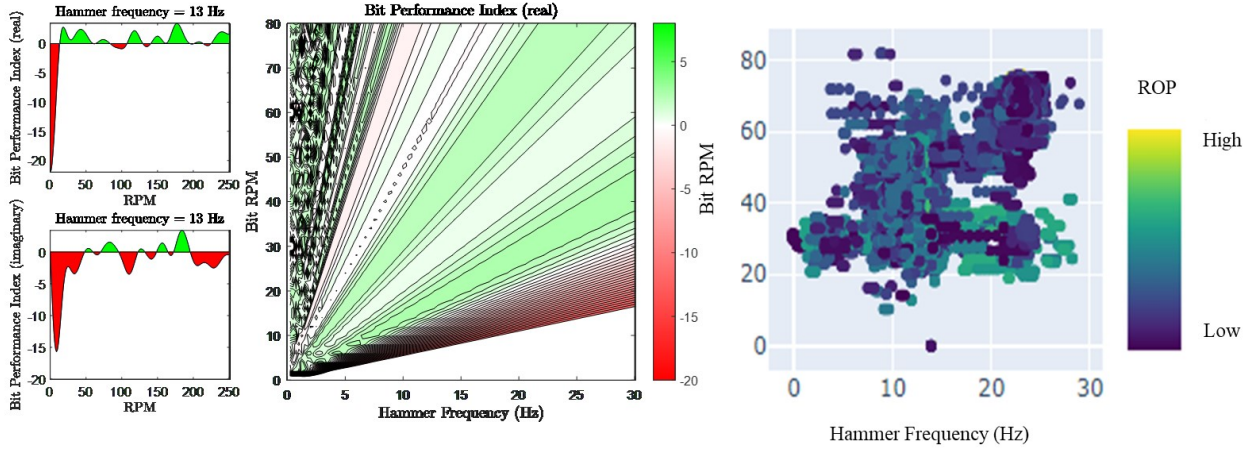 Hammer frequency = 13 Hz
Bit Performance Index (real)
0
-5
-10
-15
-20
0 50 100 150 200 250
RPM
Hammer frequency = 13 Hz
Bit Performance Index (imaginary)
0
-5
-10
-15
-20
0 50 100 150 200 250
RPM
Bit Performance Index (real)
Bit RPM
80
70
60
50
40
30
20
10
0
0 5 10 15 20 25 30
Hammer Frequency (Hz)
5
0
-5
-10
-15
-20
Bit RPM
80
60
40
20
0
0 10 20 30
Hammer Frequency (Hz)
ROP
High
Low